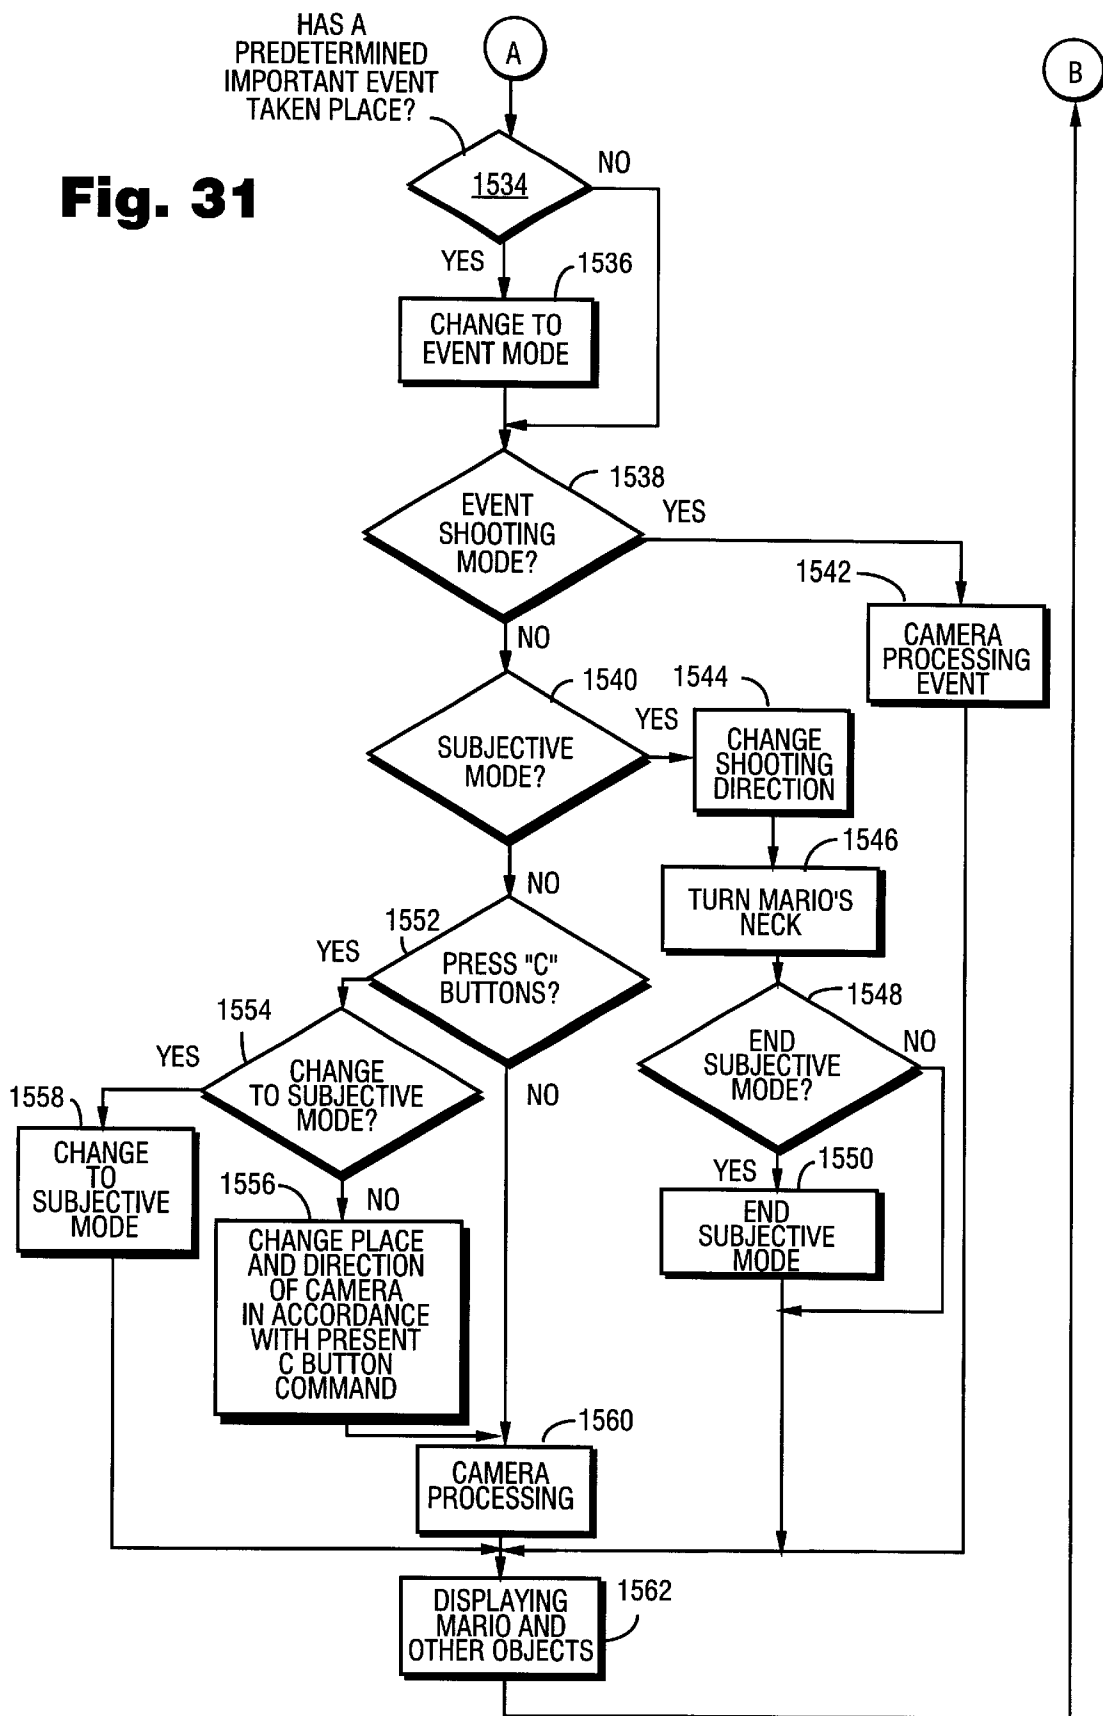 HAS A
PREDETERMINED
IMPORTANT EVENT
TAKEN PLACE?
A
B
Fig. 31
1534
NO
YES
1536
CHANGE TO
EVENT MODE
1538
EVENT
SHOOTING
MODE?
YES
NO
1542
CAMERA
PROCESSING
EVENT
1540
SUBJECTIVE
MODE?
YES
NO
1544
CHANGE
SHOOTING
DIRECTION
1546
TURN MARIO'S
NECK
1552
PRESS "C"
BUTTONS?
YES
NO
1548
END
SUBJECTIVE
MODE?
NO
YES
1554
CHANGE
TO SUBJECTIVE
MODE?
YES
NO
1558
CHANGE
TO
SUBJECTIVE
MODE
1550
END
SUBJECTIVE
MODE
1556
CHANGE PLACE
AND DIRECTION
OF CAMERA
IN ACCORDANCE
WITH PRESENT
C BUTTON
COMMAND
1560
CAMERA
PROCESSING
1562
DISPLAYING
MARIO AND
OTHER OBJECTS